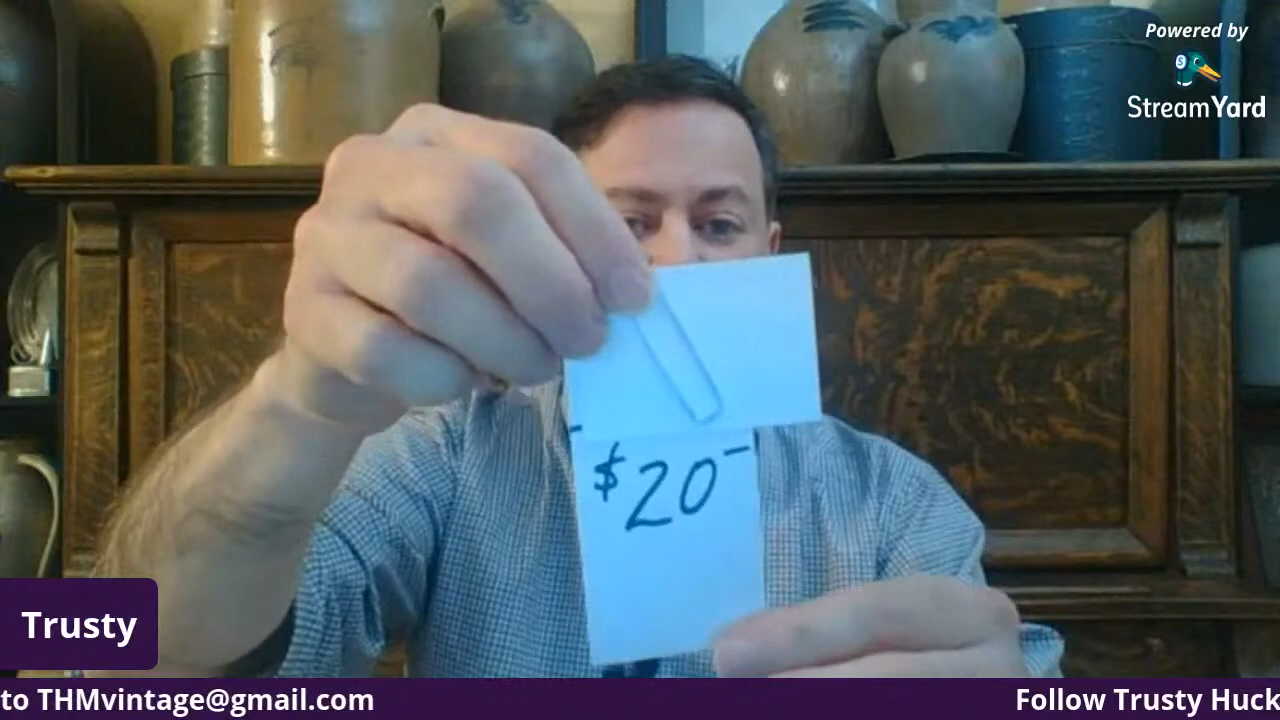 Powered by
StreamYard
$20-
Trusty
to THMvintage@gmail.com
Follow Trusty Huck